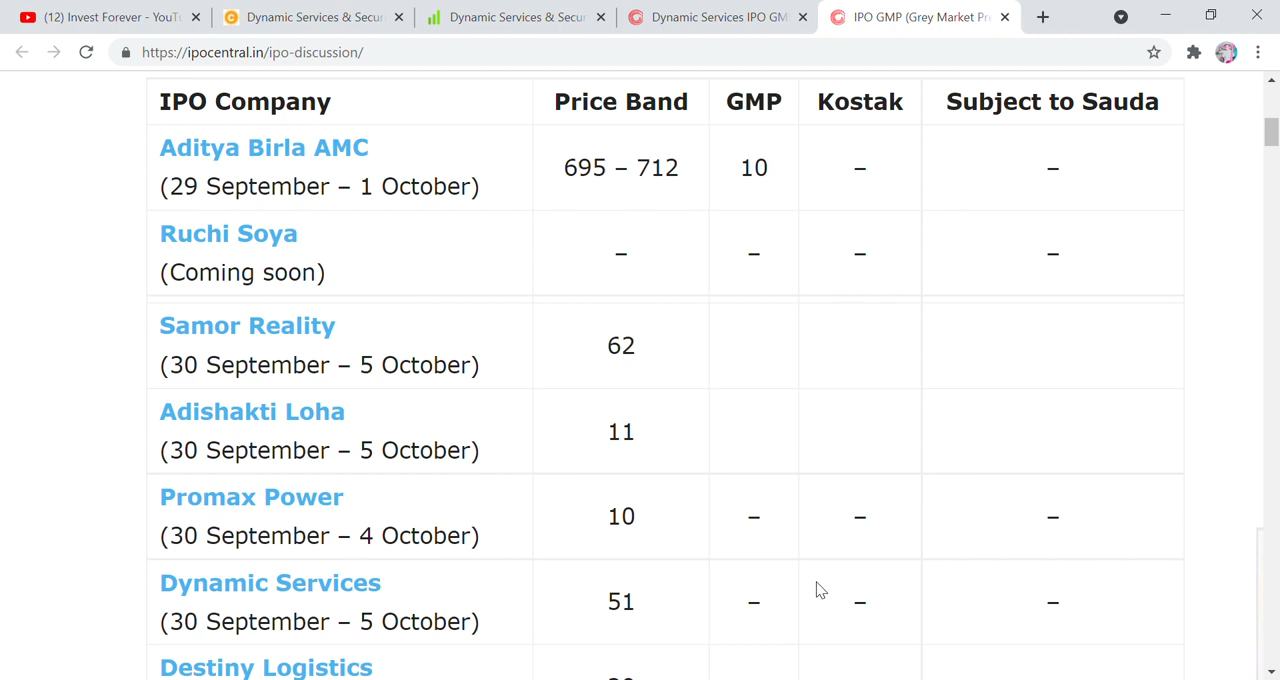 (12) Invest Forever - YouTu
Dynamic Services & Secur
Dynamic Services & Secur
Dynamic Services IPO GM
IPO GMP (Grey Market Pr
https://ipocentral.in/ipo-discussion/
IPO Company Price Band GMP Kostak Subject to Sauda
Aditya Birla AMC
(29 September – 1 October) 695 – 712 10 – –
Ruchi Soya
(Coming soon) – – – –
Samor Reality
(30 September – 5 October) 62
Adishakti Loha
(30 September – 5 October) 11
Promax Power
(30 September – 4 October) 10 – – –
Dynamic Services
(30 September – 5 October) 51 – – –
Destiny Logistics